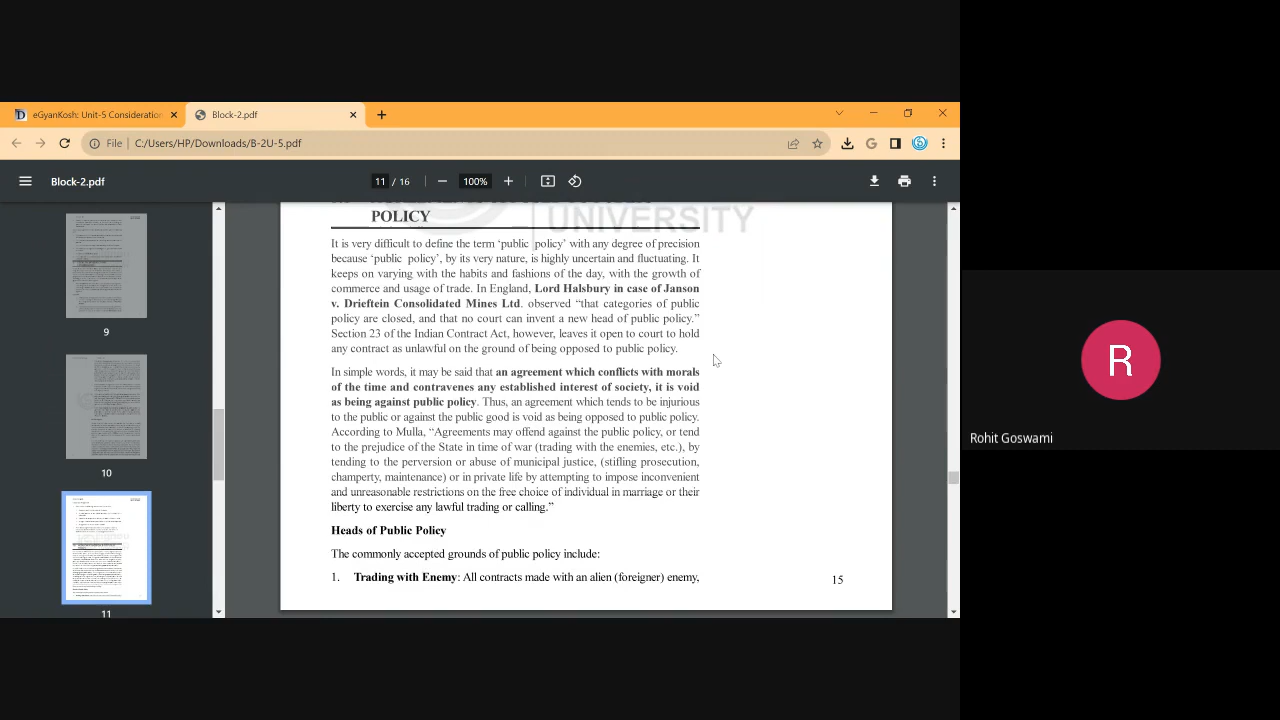 eGyanKosh: Unit-5 Consideration
Block-2.pdf
File
C:/Users/HP/Downloads/B-2U-5.pdf
Block-2.pdf
11 / 16
100%
9
10
11
POLICY
UNIVERSITY
It is very difficult to define the term ‘public policy’ with any degree of precision
because ‘public policy’, by its very nature, is highly uncertain and fluctuating. It
keeps on varying with the habits and fashions of the day, with the growth of
commerce and usage of trade. In England, Lord Halsbury in case of Janson
v. Drieftein Consolidated Mines Ltd. observed “that categories of public
policy are closed, and that no court can invent a new head of public policy.”
Section 23 of the Indian Contract Act, however, leaves it open to court to hold
any contract as unlawful on the ground of being opposed to public policy.
In simple words, it may be said that an agreement which conflicts with morals
of the time and contravenes any established interest of society, it is void
as being against public policy. Thus, an agreement which tends to be injurious
to the public or against the public good is void as being opposed to public policy.
According to Mulla, “Agreements may offend against the public policy, or tend
to the prejudice of the State in time of war (trading with the enemies, etc.), by
tending to the perversion or abuse of municipal justice, (stifling prosecution,
champerty, maintenance) or in private life by attempting to impose inconvenient
and unreasonable restrictions on the free choice of individual in marriage or their
liberty to exercise any lawful trading or calling.”
Heads of Public Policy
The commonly accepted grounds of public policy include:
1. Trading with Enemy: All contracts made with an alien (foreigner) enemy,
15
R
Rohit Goswami